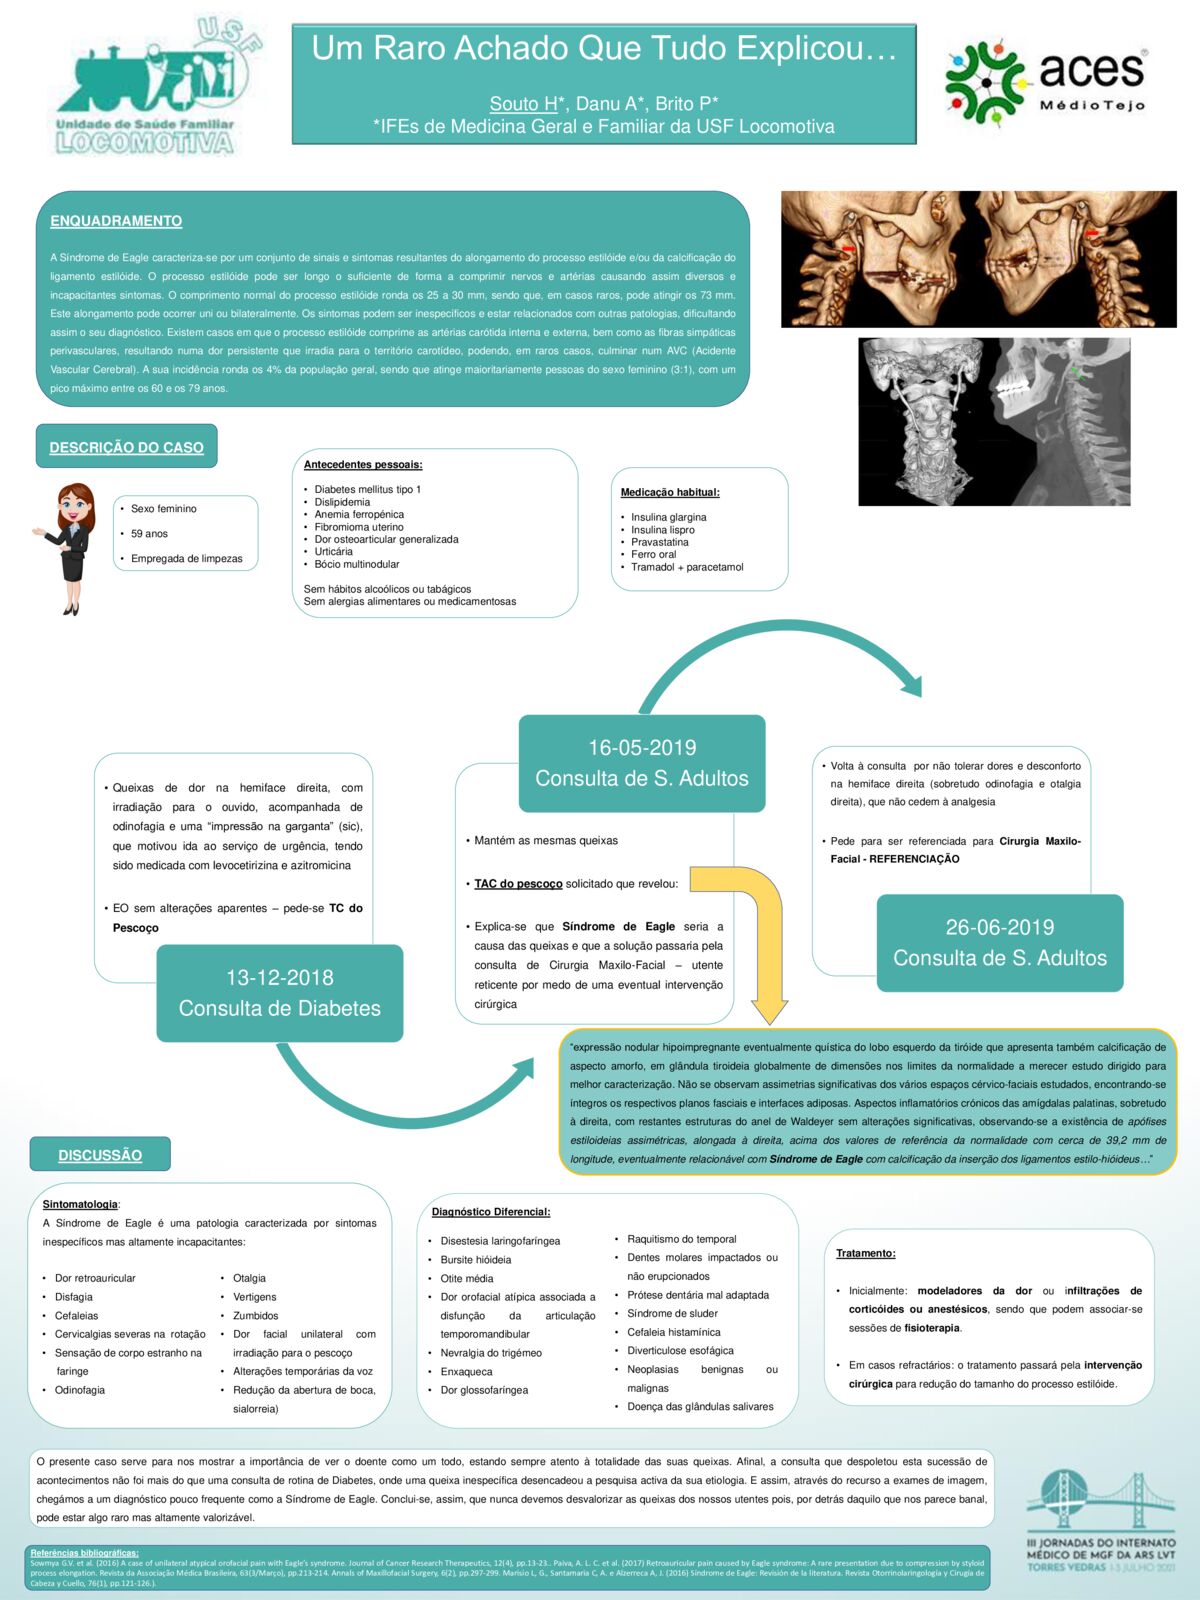 USF
Unidade de Saúde Familiar
LOCOMOTIVA
Um Raro Achado Que Tudo Explicou…
Souto H*, Danu A*, Brito P*
*IFEs de Medicina Geral e Familiar da USF Locomotiva
aces
MédioTejo
ENQUADRAMENTO
A Síndrome de Eagle caracteriza-se por um conjunto de sinais e sintomas resultantes do alongamento do processo estilóide e/ou da calcificação do
ligamento estilóide. O processo estilóide pode ser longo o suficiente de forma a comprimir nervos e artérias causando assim diversos e
incapacitantes sintomas. O comprimento normal do processo estilóide ronda os 25 a 30 mm, sendo que, em casos raros, pode atingir os 73 mm.
Este alongamento pode ocorrer uni ou bilateralmente. Os sintomas podem ser inespecíficos e estar relacionados com outras patologias, dificultando
assim o seu diagnóstico. Existem casos em que o processo estilóide comprime as artérias carótida interna e externa, bem como as fibras simpáticas
perivasculares, resultando numa dor persistente que irradia para o território carotídeo, podendo, em raros casos, culminar num AVC (Acidente
Vascular Cerebral). A sua incidência ronda os 4% da população geral, sendo que atinge maioritariamente pessoas do sexo feminino (3:1), com um
pico máximo entre os 60 e os 79 anos.
DESCRIÇÃO DO CASO
• Sexo feminino
• 59 anos
• Empregada de limpezas
Antecedentes pessoais:
• Diabetes mellitus tipo 1
• Dislipidemia
• Anemia ferropénica
• Fibromioma uterino
• Dor osteoarticular generalizada
• Urticária
• Bócio multinodular
Sem hábitos alcoólicos ou tabágicos
Sem alergias alimentares ou medicamentosas
Medicação habitual:
• Insulina glargina
• Insulina lispro
• Pravastatina
• Ferro oral
• Tramadol + paracetamol
• Queixas de dor na hemiface direita, com
irradiação para o ouvido, acompanhada de
odinofagia e uma “impressão na garganta” (sic),
que motivou ida ao serviço de urgência, tendo
sido medicada com levocetirizina e azitromicina
• EO sem alterações aparentes – pede-se TC do
Pescoço
13-12-2018
Consulta de Diabetes
16-05-2019
Consulta de S. Adultos
• Mantém as mesmas queixas
• TAC do pescoço solicitado que revelou:
• Explica-se que Síndrome de Eagle seria a
causa das queixas e que a solução passaria pela
consulta de Cirurgia Maxilo-Facial – utente
reticente por medo de uma eventual intervenção
cirúrgica
• Volta à consulta por não tolerar dores e desconforto
na hemiface direita (sobretudo odinofagia e otalgia
direita), que não cedem à analgesia
• Pede para ser referenciada para Cirurgia Maxilo-
Facial - REFERENCIAÇÃO
26-06-2019
Consulta de S. Adultos
“expressão nodular hipoimpregnante eventualmente quística do lobo esquerdo da tiróide que apresenta também calcificação de
aspecto amorfo, em glândula tiroideia globalmente de dimensões nos limites da normalidade a merecer estudo dirigido para
melhor caracterização. Não se observam assimetrias significativas dos vários espaços cérvico-faciais estudados, encontrando-se
íntegros os respectivos planos fasciais e interfaces adiposas. Aspectos inflamatórios crónicos das amígdalas palatinas, sobretudo
à direita, com restantes estruturas do anel de Waldeyer sem alterações significativas, observando-se a existência de apófises
estiloideias assimétricas, alongada à direita, acima dos valores de referência da normalidade com cerca de 39,2 mm de
longitude, eventualmente relacionável com Síndrome de Eagle com calcificação da inserção dos ligamentos estilo-hióideus…”
DISCUSSÃO
Sintomatologia:
A Síndrome de Eagle é uma patologia caracterizada por sintomas
inespecíficos mas altamente incapacitantes:
• Dor retroauricular
• Disfagia
• Cefaleias
• Cervicalgias severas na rotação
• Sensação de corpo estranho na
faringe
• Odinofagia
• Otalgia
• Vertigens
• Zumbidos
• Dor facial unilateral com
irradiação para o pescoço
• Alterações temporárias da voz
• Redução da abertura de boca,
sialorreia)
Diagnóstico Diferencial:
• Disestesia laringofaríngea
• Bursite hióideia
• Otite média
• Dor orofacial atípica associada a
disfunção da articulação
temporomandibular
• Nevralgia do trigémeo
• Enxaqueca
• Dor glossofaríngea
• Raquitismo do temporal
• Dentes molares impactados ou
não erupcionados
• Prótese dentária mal adaptada
• Síndrome de sluder
• Cefaleia histamínica
• Diverticulose esofágica
• Neoplasias benignas ou
malignas
• Doença das glândulas salivares
Tratamento:
• Inicialmente: modeladores da dor ou infiltrações de
corticóides ou anestésicos, sendo que podem associar-se
sessões de fisioterapia.
• Em casos refractários: o tratamento passará pela intervenção
cirúrgica para redução do tamanho do processo estilóide.
O presente caso serve para nos mostrar a importância de ver o doente como um todo, estando sempre atento à totalidade das suas queixas. Afinal, a consulta que despoletou esta sucessão de
acontecimentos não foi mais do que uma consulta de rotina de Diabetes, onde uma queixa inespecífica desencadeou a pesquisa activa da sua etiologia. E assim, através do recurso a exames de imagem,
chegámos a um diagnóstico pouco frequente como a Síndrome de Eagle. Conclui-se, assim, que nunca devemos desvalorizar as queixas dos nossos utentes pois, por detrás daquilo que nos parece banal,
pode estar algo raro mas altamente valorizável.
Referências bibliográficas:
Sowmya G.V. et al. (2016) A case of unilateral atypical orofacial pain with Eagle’s syndrome. Journal of Cancer Research Therapeutics, 12(4), pp.13-23.. Paiva, A. L. C. et al. (2017) Retroauricular pain caused by Eagle syndrome: A rare presentation due to compression by styloid
process elongation. Revista da Associação Médica Brasileira, 63(3/Março), pp.213-214. Annals of Maxillofacial Surgery, 6(2), pp.297-299. Marisio L, G., Santamaria C, A. e Alzerreca A, J. (2016) Síndrome de Eagle: Revisión de la literatura. Revista Otorrinolaringología y Cirugía de
Cabeza y Cuello, 76(1), pp.121-126.).
III JORNADAS DO INTERNATO
MÉDICO DE MGF DA ARS LVT
TORRES VEDRAS 1-3 JULHO 2021